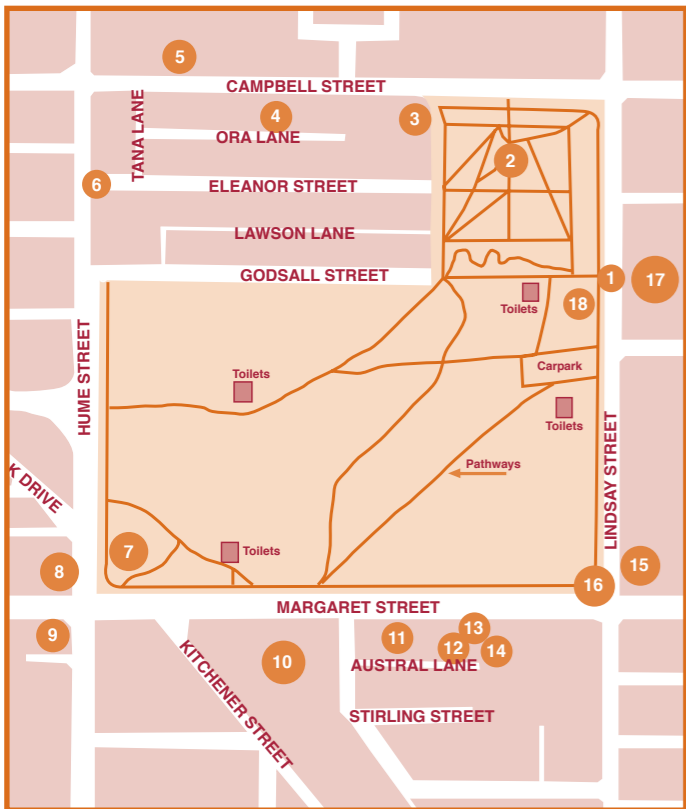 5
CAMPBELL STREET
TANA LANE
4
3
ORA LANE
2
6
ELEANOR STREET
LAWSON LANE
GODSALL STREET
1
17
18
Toilets
HUME STREET
Toilets
Carpark
Toilets
LINDSAY STREET
Pathways
K DRIVE
7
Toilets
8
15
16
MARGARET STREET
9
11
13
12
14
10
AUSTRAL LANE
KITCHENER STREET
STIRLING STREET